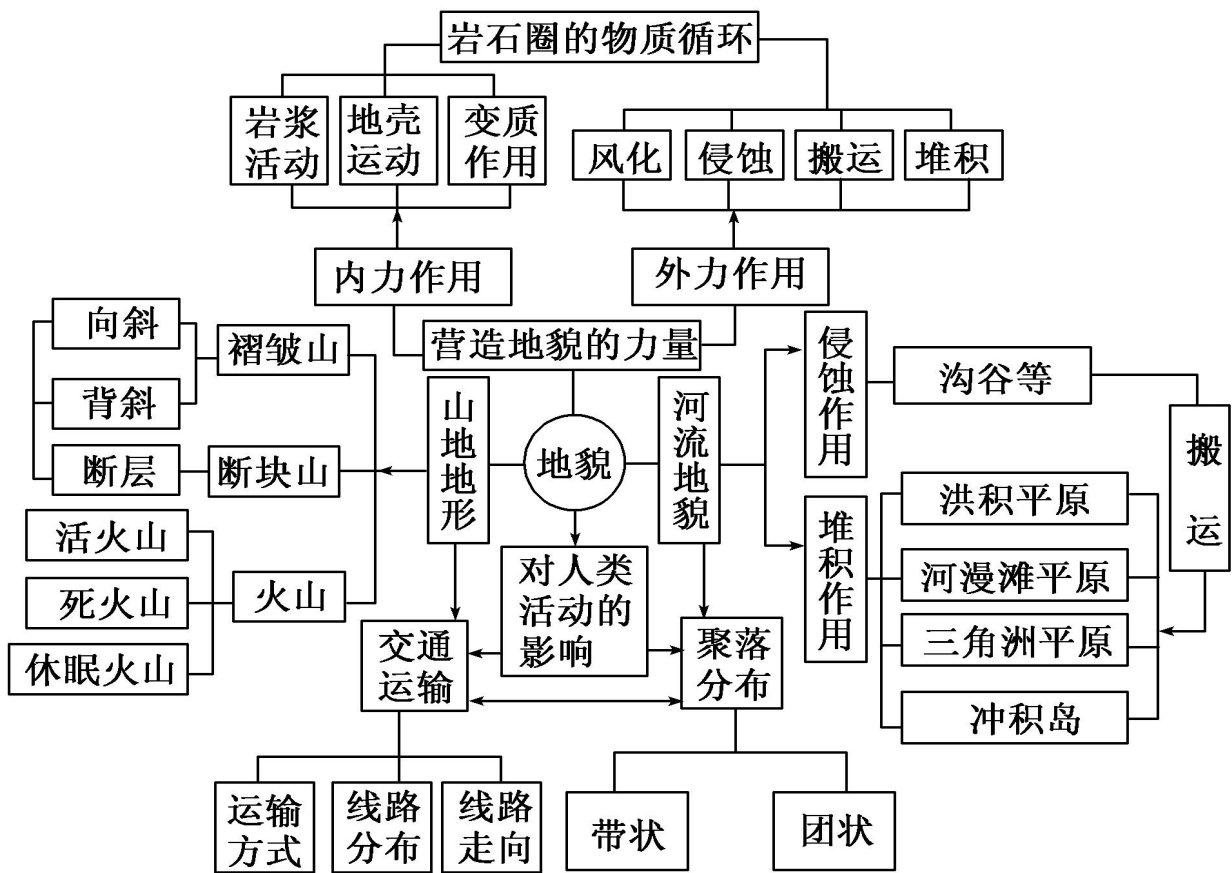 岩石圈的物质循环
岩浆
活动
地壳
运动
变质
作用
风化
侵蚀
搬运
堆积
内力作用
外力作用
营造地貌的力量
向斜
背斜
褶皱山
断层
断块山
活火山
死火山
休眠火山
火山
山地地形
地貌
河流地貌
侵蚀作用
沟谷等
搬运
堆积作用
洪积平原
河漫滩平原
三角洲平原
冲积岛
对人类
活动的
影响
交通
运输
聚落
分布
运输
方式
线路
分布
线路
走向
带状
团状